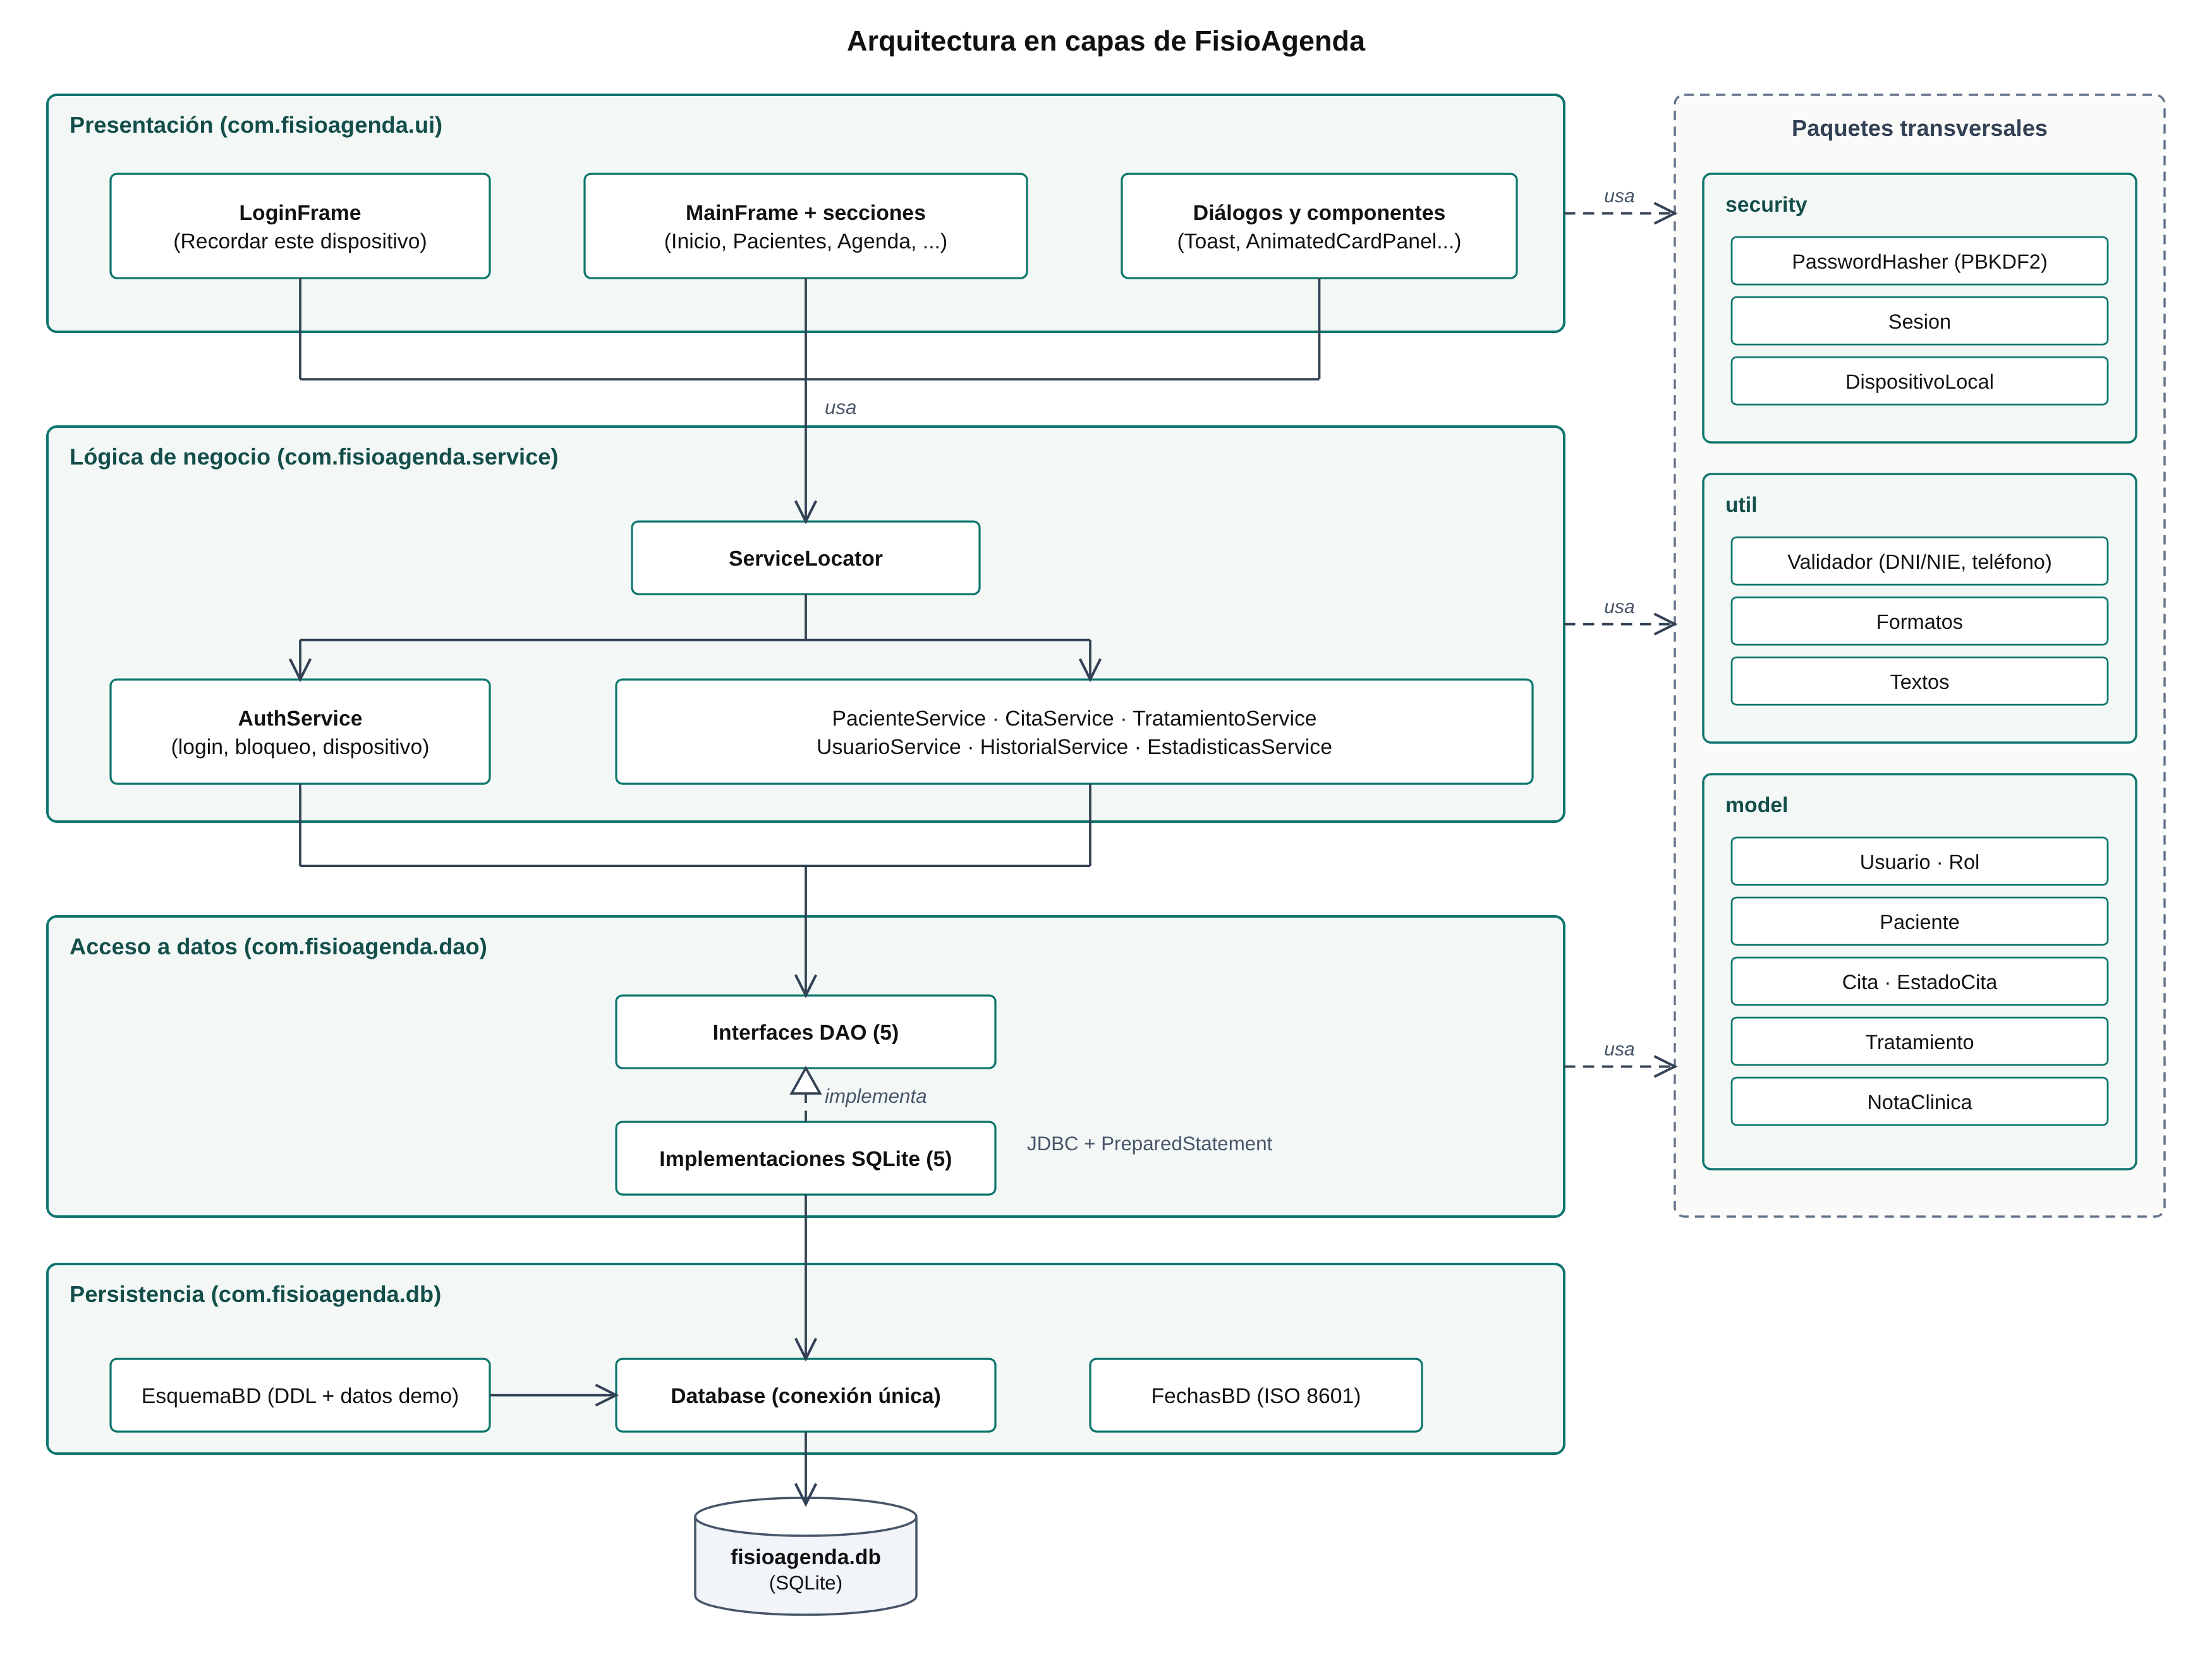 Arquitectura en capas de FisioAgenda
Presentación (com.fisioagenda.ui)
LoginFrame
(Recordar este dispositivo)
MainFrame + secciones
(Inicio, Pacientes, Agenda, ...)
Diálogos y componentes
(Toast, AnimatedCardPanel...)
usa
usa
Lógica de negocio (com.fisioagenda.service)
ServiceLocator
AuthService
(login, bloqueo, dispositivo)
PacienteService · CitaService · TratamientoService
UsuarioService · HistorialService · EstadisticasService
usa
Acceso a datos (com.fisioagenda.dao)
Interfaces DAO (5)
implementa
Implementaciones SQLite (5)
JDBC + PreparedStatement
usa
Persistencia (com.fisioagenda.db)
EsquemaBD (DDL + datos demo)
Database (conexión única)
FechasBD (ISO 8601)
fisioagenda.db
(SQLite)
Paquetes transversales
security
PasswordHasher (PBKDF2)
Sesion
DispositivoLocal
util
Validador (DNI/NIE, teléfono)
Formatos
Textos
model
Usuario · Rol
Paciente
Cita · EstadoCita
Tratamiento
NotaClinica